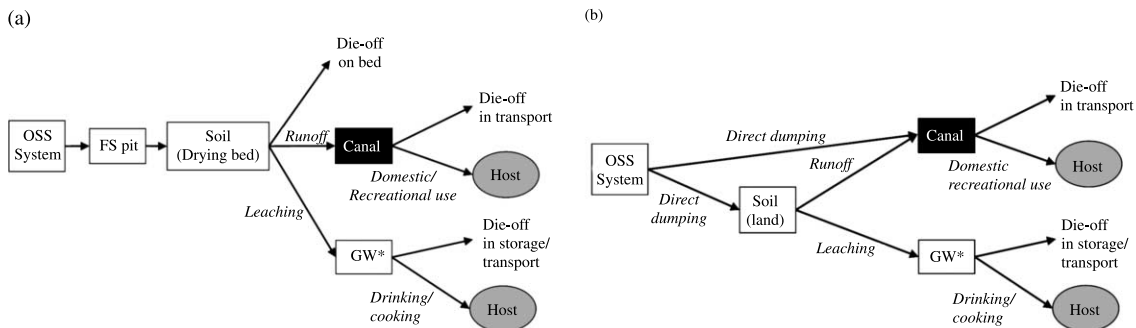 (a)
Die-off
on bed
Die-off
in transport
OSS
System
FS pit
Soil
(Drying bed)
Runoff
Canal
Domestic/
Recreational use
Host
Leaching
GW*
Die-off
in storage/
transport
Drinking/
cooking
Host
(b)
Die-off
in transport
Direct dumping
Canal
OSS
System
Runoff
Domestic
recreational use
Host
Direct
dumping
Soil
(land)
Leaching
GW*
Die-off
in storage/
transport
Drinking/
cooking
Host